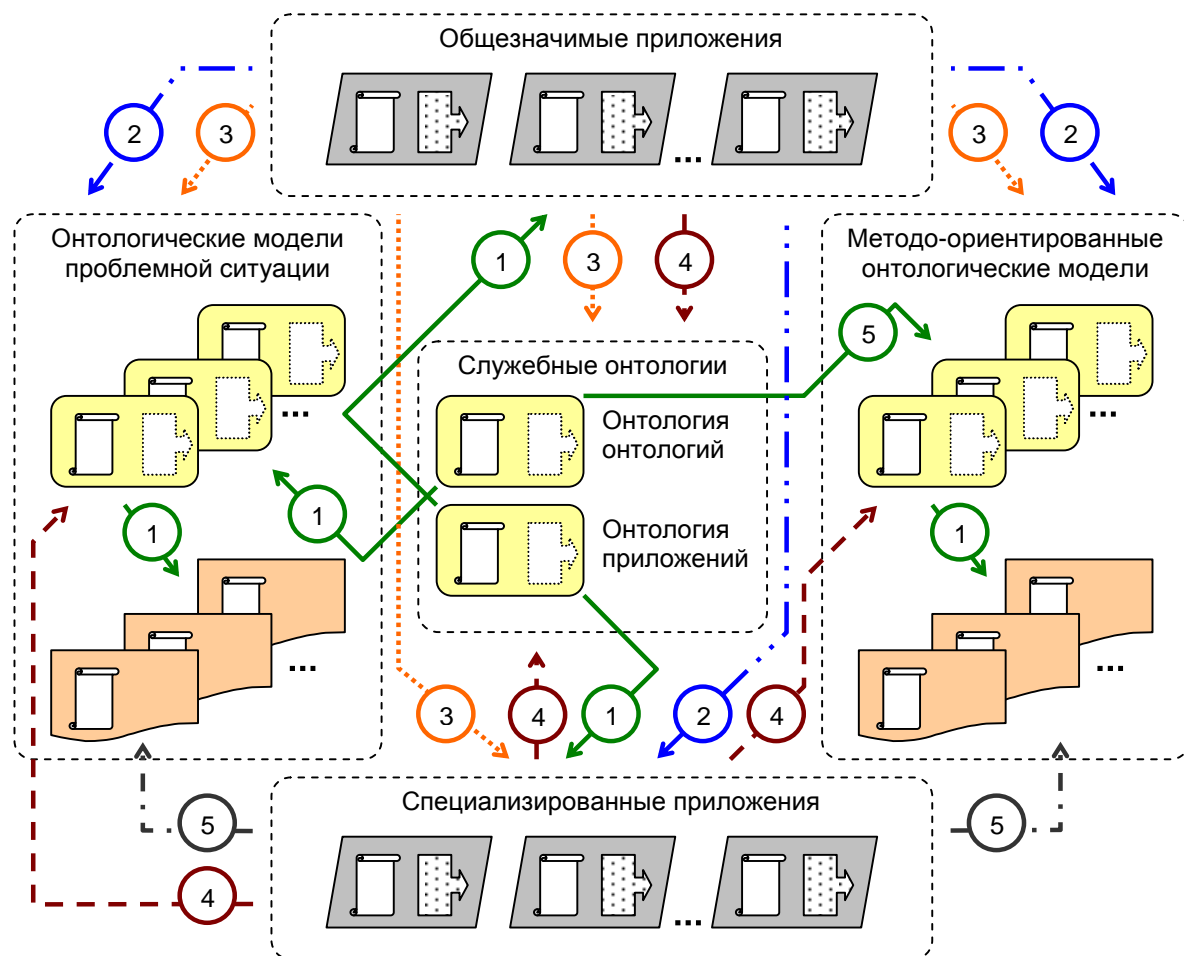 Общезначимые приложения
...
2
3
3
2
Онтологические модели
проблемной ситуации
1
3
4
Методо-ориентированные
онтологические модели
5
Служебные онтологии
...
Онтология
онтологий
...
1
1
Онтология
приложений
1
...
...
3
4
1
2
4
Специализированные приложения
5
5
4
...